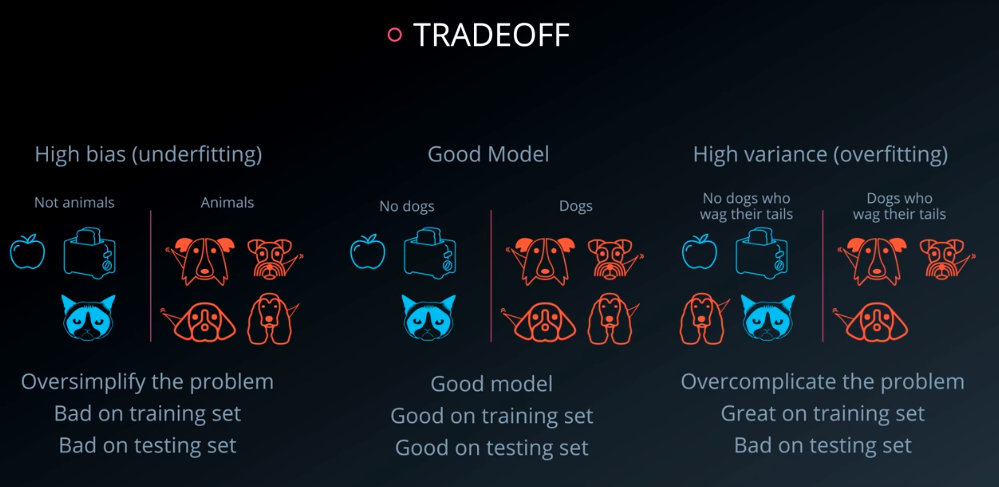 TRADEOFF
High bias (underfitting)
Not animals
Animals
Oversimplify the problem
Bad on training set
Bad on testing set
Good Model
No dogs
Dogs
Good model
Good on training set
Good on testing set
High variance (overfitting)
No dogs who
wag their tails
Dogs who
wag their tails
Overcomplicate the problem
Great on training set
Bad on testing set